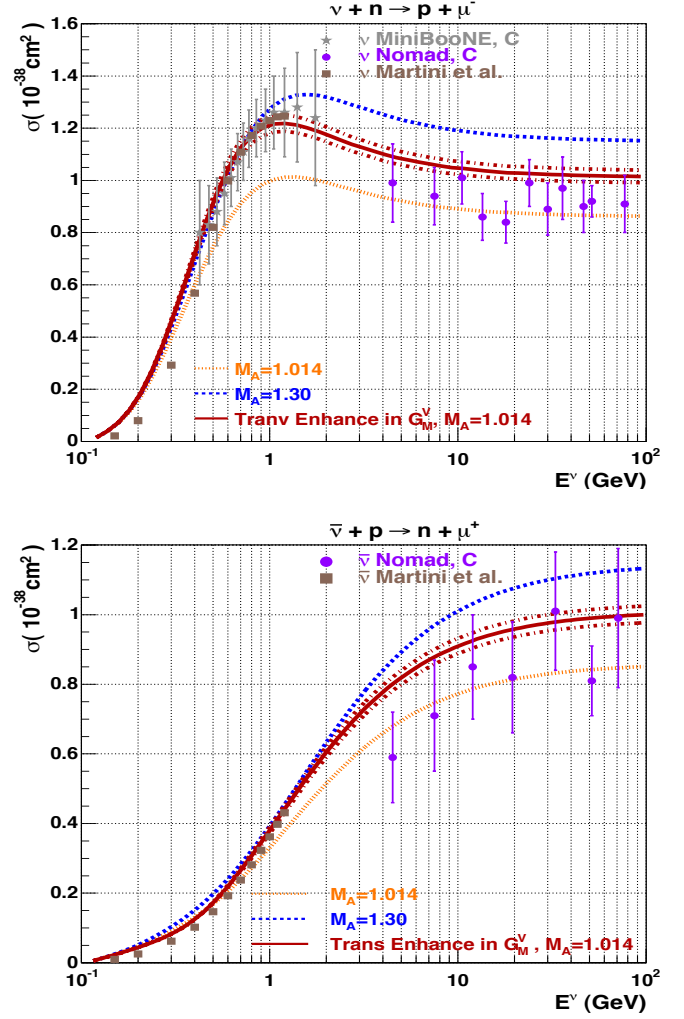 ν + n → p + μ⁻
σ( 10⁻³⁸ cm²)
1.6
1.4
1.2
1
0.8
0.6
0.4
0.2
0
ν MiniBooNE, C
ν Nomad, C
ν Martini et al.
M_A=1.014
M_A=1.30
Tranv Enhance in G_M^V, M_A=1.014
10⁻¹ 1 10 10²
E^ν (GeV)
ν̅ + p → n + μ⁺
σ( 10⁻³⁸ cm²)
1.2
1
0.8
0.6
0.4
0.2
0
ν̅ Nomad, C
ν̅ Martini et al.
M_A=1.014
M_A=1.30
Trans Enhance in G_M^V , M_A=1.014
10⁻¹ 1 10 10²
E^ν (GeV)